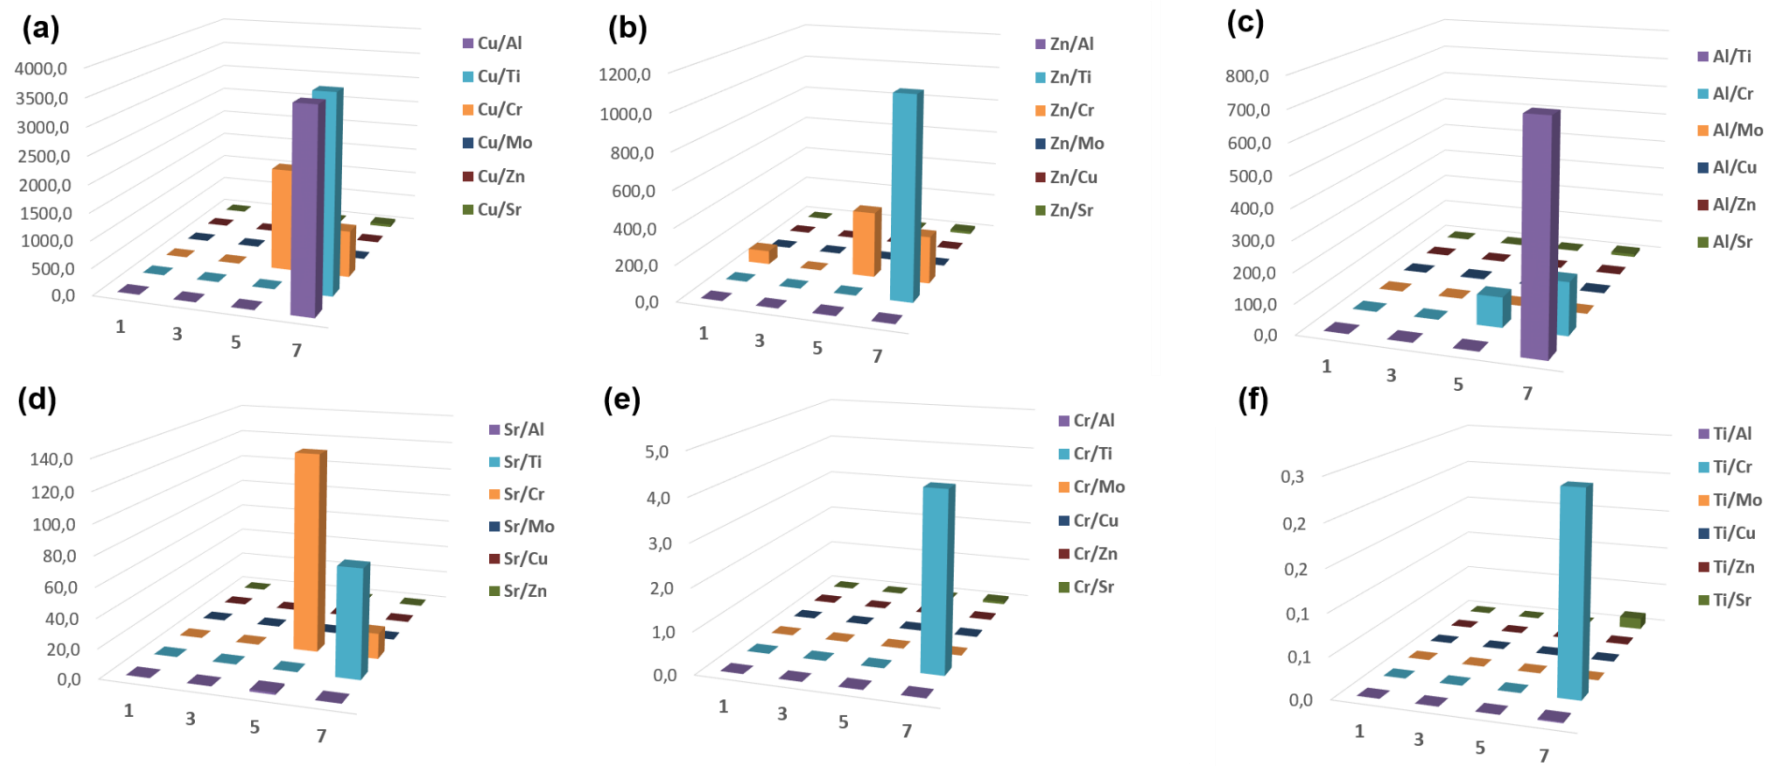 (a)
4000,0
3500,0
3000,0
2500,0
2000,0
1500,0
1000,0
500,0
0,0
1 3 5 7
Cu/Al
Cu/Ti
Cu/Cr
Cu/Mo
Cu/Zn
Cu/Sr
(b)
1200,0
1000,0
800,0
600,0
400,0
200,0
0,0
1 3 5 7
Zn/Al
Zn/Ti
Zn/Cr
Zn/Mo
Zn/Cu
Zn/Sr
(c)
800,0
700,0
600,0
500,0
400,0
300,0
200,0
100,0
0,0
1 3 5 7
Al/Ti
Al/Cr
Al/Mo
Al/Cu
Al/Zn
Al/Sr
(d)
140,0
120,0
100,0
80,0
60,0
40,0
20,0
0,0
1 3 5 7
Sr/Al
Sr/Ti
Sr/Cr
Sr/Mo
Sr/Cu
Sr/Zn
(e)
5,0
4,0
3,0
2,0
1,0
0,0
1 3 5 7
Cr/Al
Cr/Ti
Cr/Mo
Cr/Cu
Cr/Zn
Cr/Sr
(f)
0,3
0,2
0,2
0,1
0,1
0,0
1 3 5 7
Ti/Al
Ti/Cr
Ti/Mo
Ti/Cu
Ti/Zn
Ti/Sr